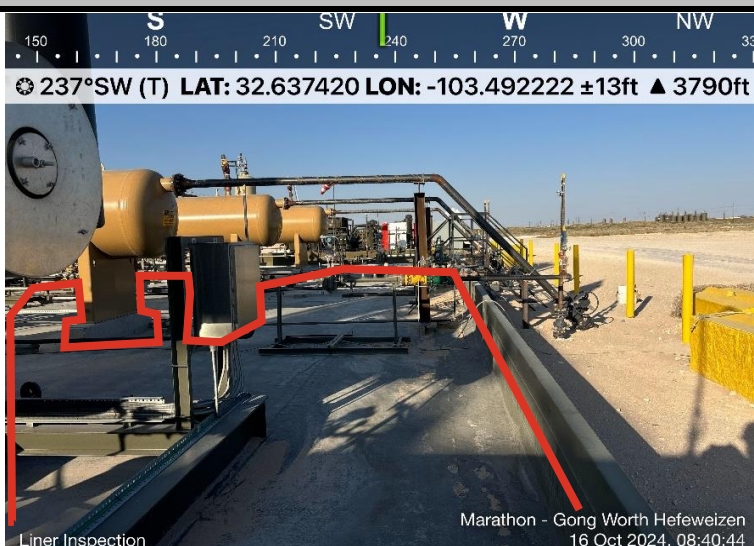 S SW W NW
150 180 210 240 270 300
237°SW (T) LAT: 32.637420 LON: -103.492222 ±13ft ▲ 3790ft
Marathon - Gong Worth Hefeweizen
Liner Inspection 16 Oct 2024, 08:40:44